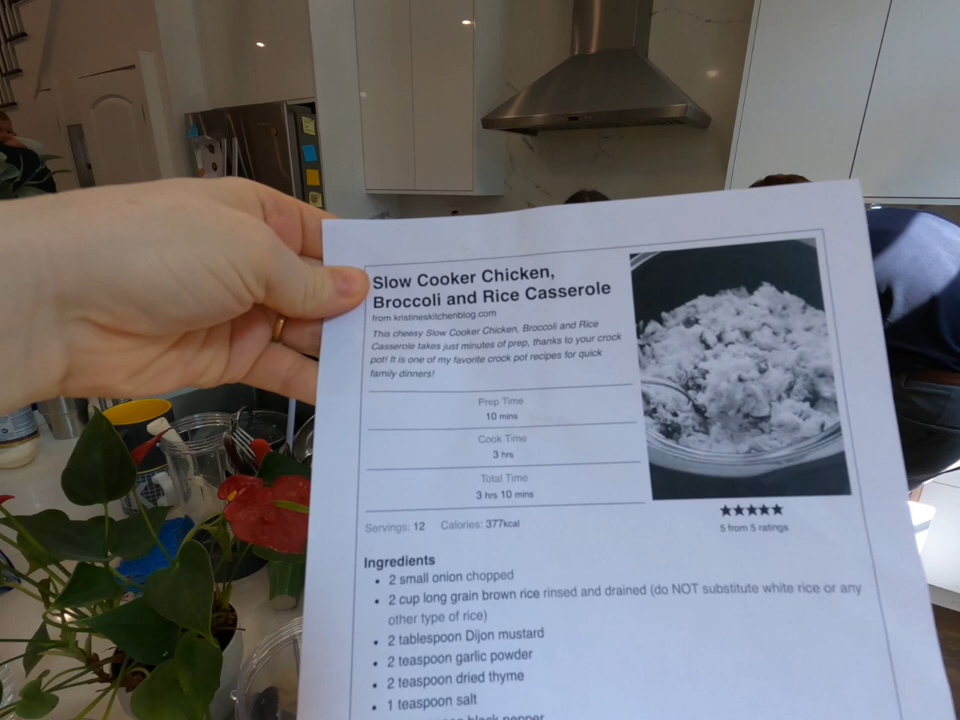 Slow Cooker Chicken,
Broccoli and Rice Casserole
from kristineskitchenblog.com
This cheesy Slow Cooker Chicken, Broccoli and Rice
Casserole takes just minutes of prep, thanks to your crock
pot! It is one of my favorite crock pot recipes for quick
family dinners!
Prep Time
10 mins
Cook Time
3 hrs
Total Time
3 hrs 10 mins
Servings: 12 Calories: 377kcal
★★★★★
5 from 5 ratings
Ingredients
• 2 small onion chopped
• 2 cup long grain brown rice rinsed and drained (do NOT substitute white rice or any
other type of rice)
• 2 tablespoon Dijon mustard
• 2 teaspoon garlic powder
• 2 teaspoon dried thyme
• 1 teaspoon salt
black pepper